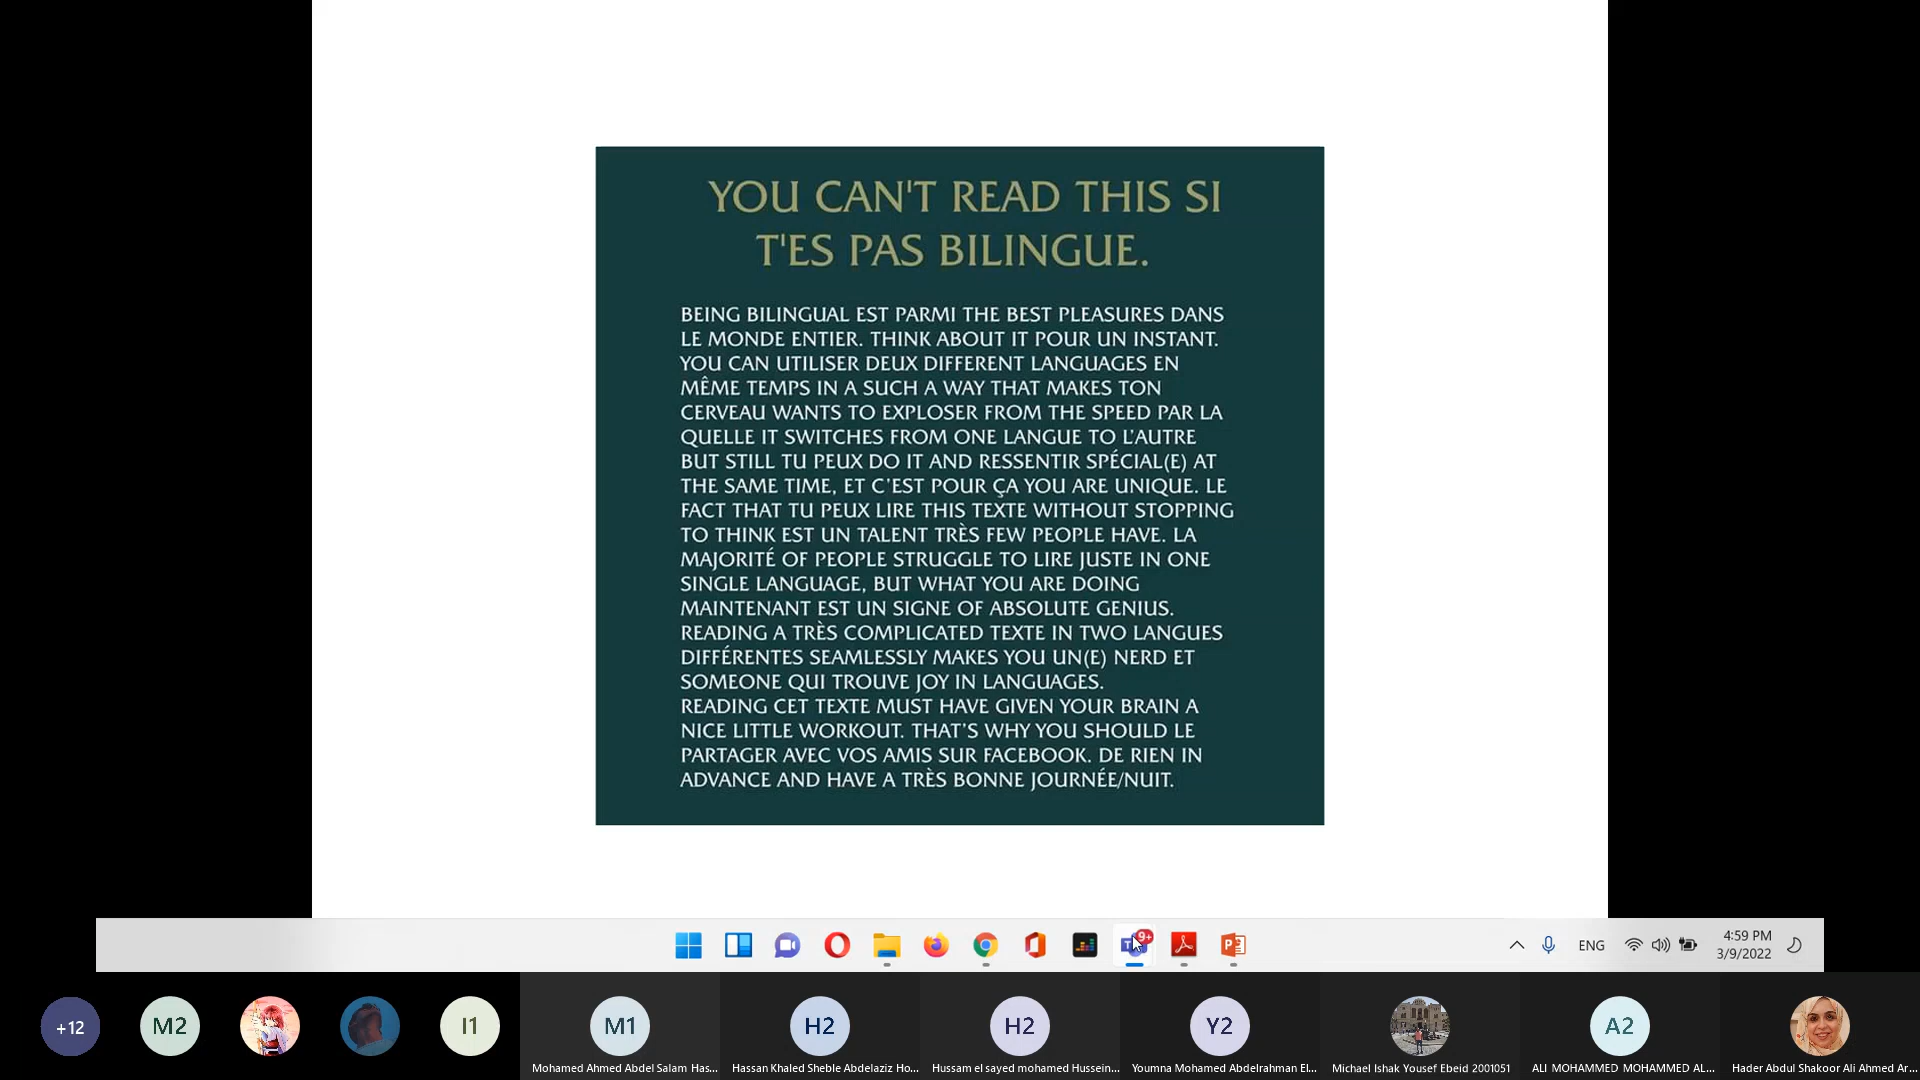 YOU CAN'T READ THIS SI
T'ES PAS BILINGUE.
BEING BILINGUAL EST PARMI THE BEST PLEASURES DANS
LE MONDE ENTIER. THINK ABOUT IT POUR UN INSTANT.
YOU CAN UTILISER DEUX DIFFERENT LANGUAGES EN
MÊME TEMPS IN A SUCH A WAY THAT MAKES TON
CERVEAU WANTS TO EXPLOSER FROM THE SPEED PAR LA
QUELLE IT SWITCHES FROM ONE LANGUE TO L'AUTRE
BUT STILL TU PEUX DO IT AND RESSENTIR SPÉCIAL(E) AT
THE SAME TIME, ET C'EST POUR ÇA YOU ARE UNIQUE. LE
FACT THAT TU PEUX LIRE THIS TEXTE WITHOUT STOPPING
TO THINK EST UN TALENT TRÈS FEW PEOPLE HAVE. LA
MAJORITÉ OF PEOPLE STRUGGLE TO LIRE JUSTE IN ONE
SINGLE LANGUAGE, BUT WHAT YOU ARE DOING
MAINTENANT EST UN SIGNE OF ABSOLUTE GENIUS.
READING A TRÈS COMPLICATED TEXTE IN TWO LANGUES
DIFFÉRENTES SEAMLESSLY MAKES YOU UN(E) NERD ET
SOMEONE QUI TROUVE JOY IN LANGUAGES.
READING CET TEXTE MUST HAVE GIVEN YOUR BRAIN A
NICE LITTLE WORKOUT. THAT'S WHY YOU SHOULD LE
PARTAGER AVEC VOS AMIS SUR FACEBOOK. DE RIEN IN
ADVANCE AND HAVE A TRÈS BONNE JOURNÉE/NUIT.
9+
ENG
4:59 PM
3/9/2022
+12
M2
I1
M1
H2
H2
Y2
A2
Mohamed Ahmed Abdel Salam Has...
Hassan Khaled Sheble Abdelaziz Ho...
Hussam el sayed mohamed Hussein...
Youmna Mohamed Abdelrahman El...
Michael Ishak Yousef Ebeid 2001051
ALI MOHAMMED MOHAMMED AL...
Hader Abdul Shakoor Ali Ahmed Ar...